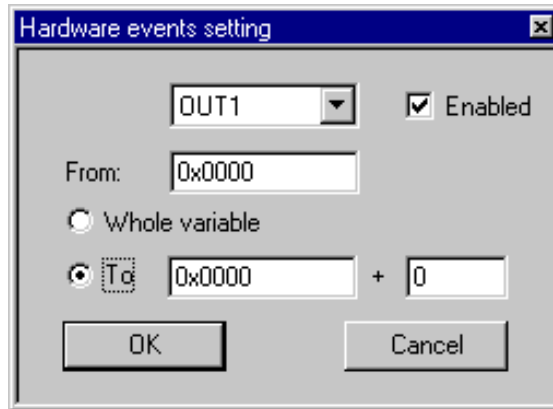 Hardware events setting
OUT1 Enabled
From: 0x0000
Whole variable
To 0x0000 + 0
OK Cancel